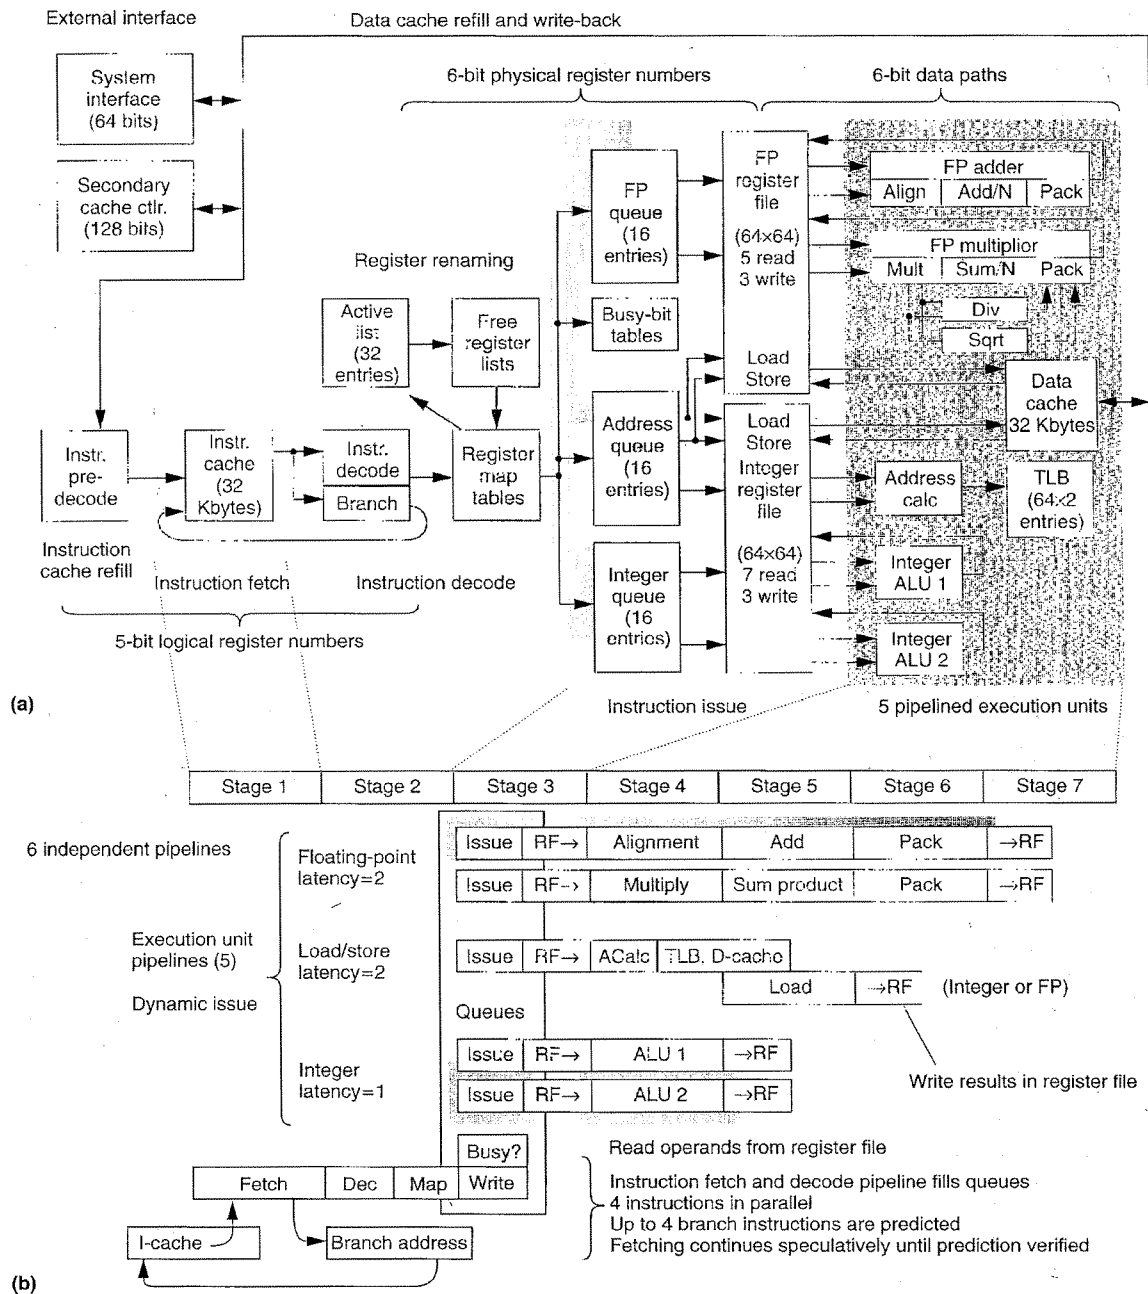 External interface
Data cache refill and write-back
System
interface
(64 bits)
6-bit physical register numbers
6-bit data paths
Secondary
cache ctlr.
(128 bits)
FP
queue
(16
entries)
FP
register
file
(64×64)
5 read
3 write
FP adder
Align
Add/N
Pack
FP multiplior
Mult
Sum/N
Pack
Div
Sqrt
Register renaming
Active
list
(32
entries)
Free
register
lists
Busy-bit
tables
Load
Store
Data
cache
32 Kbytes
Instr.
pre-
decode
Instr.
cache
(32
Kbytes)
Instr.
decode
Branch
Register
map
tables
Address
queue
(16
entries)
Load
Store
Integer
register
file
(64×64)
7 read
3 write
Address
calc
TLB
(64×2
entries)
Instruction
cache refill
Instruction fetch
Instruction decode
Integer
queue
(16
entries)
Integer
ALU 1
Integer
ALU 2
5-bit logical register numbers
(a)
Instruction issue
5 pipelined execution units
Stage 1
Stage 2
Stage 3
Stage 4
Stage 5
Stage 6
Stage 7
6 independent pipelines
Floating-point
latency=2
Issue
RF→
Alignment
Add
Pack
→RF
Issue
RF→
Multiply
Sum product
Pack
→RF
Execution unit
pipelines (5)
Dynamic issue
Load/store
latency=2
Issue
RF→
ACalc
TLB, D-cache
Load
→RF
(Integer or FP)
Queues
Integer
latency=1
Issue
RF→
ALU 1
→RF
Issue
RF→
ALU 2
→RF
Write results in register file
Busy?
Read operands from register file
Fetch
Dec
Map
Write
Instruction fetch and decode pipeline fills queues
4 instructions in parallel
Up to 4 branch instructions are predicted
Fetching continues speculatively until prediction verified
I-cache
Branch address
(b)